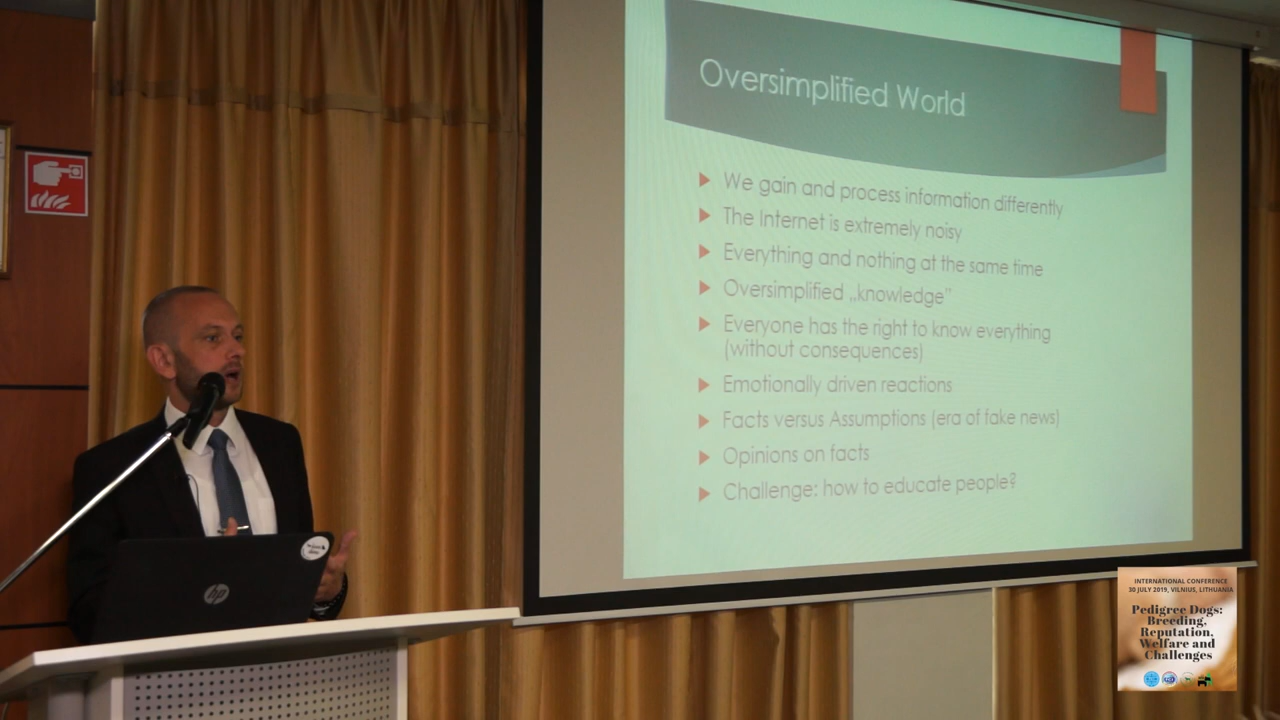 Oversimplified World
We gain and process information differently
The Internet is extremely noisy
Everything and nothing at the same time
Oversimplified „knowledge”
Everyone has the right to know everything
(without consequences)
Emotionally driven reactions
Facts versus Assumptions (era of fake news)
Opinions on facts
Challenge: how to educate people?
hp
INTERNATIONAL CONFERENCE
30 JULY 2019, VILNIUS, LITHUANIA
Pedigree Dogs:
Breeding,
Reputation,
Welfare and
Challenges